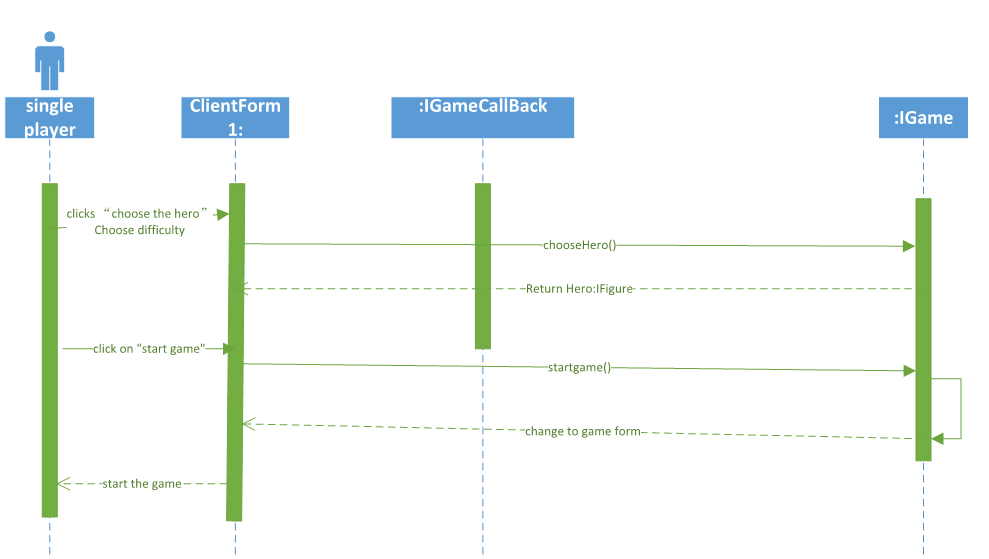 single
player
ClientForm
1:
:IGameCallBack
:IGame
clicks “choose the hero”
Choose difficulty
chooseHero()
Return Hero:IFigure
click on "start game"
startgame()
change to game form
start the game